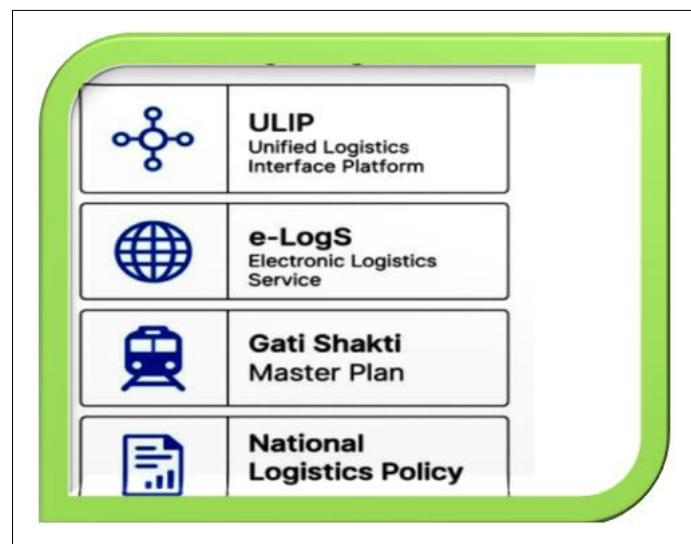 ULIP
Unified Logistics
Interface Platform
e-LogS
Electronic Logistics
Service
Gati Shakti
Master Plan
National
Logistics Policy